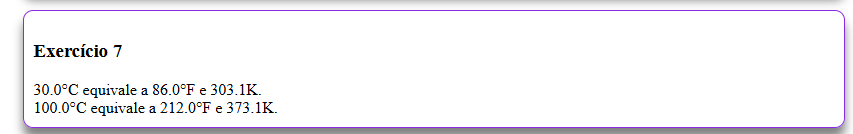 Exercício 7
30.0°C equivale a 86.0°F e 303.1K.
100.0°C equivale a 212.0°F e 373.1K.